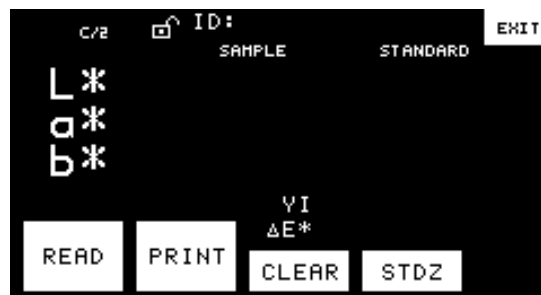 C/2 ID: EXIT
SAMPLE STANDARD
L*
a*
b*
YI
ΔE*
READ PRINT CLEAR STDZ